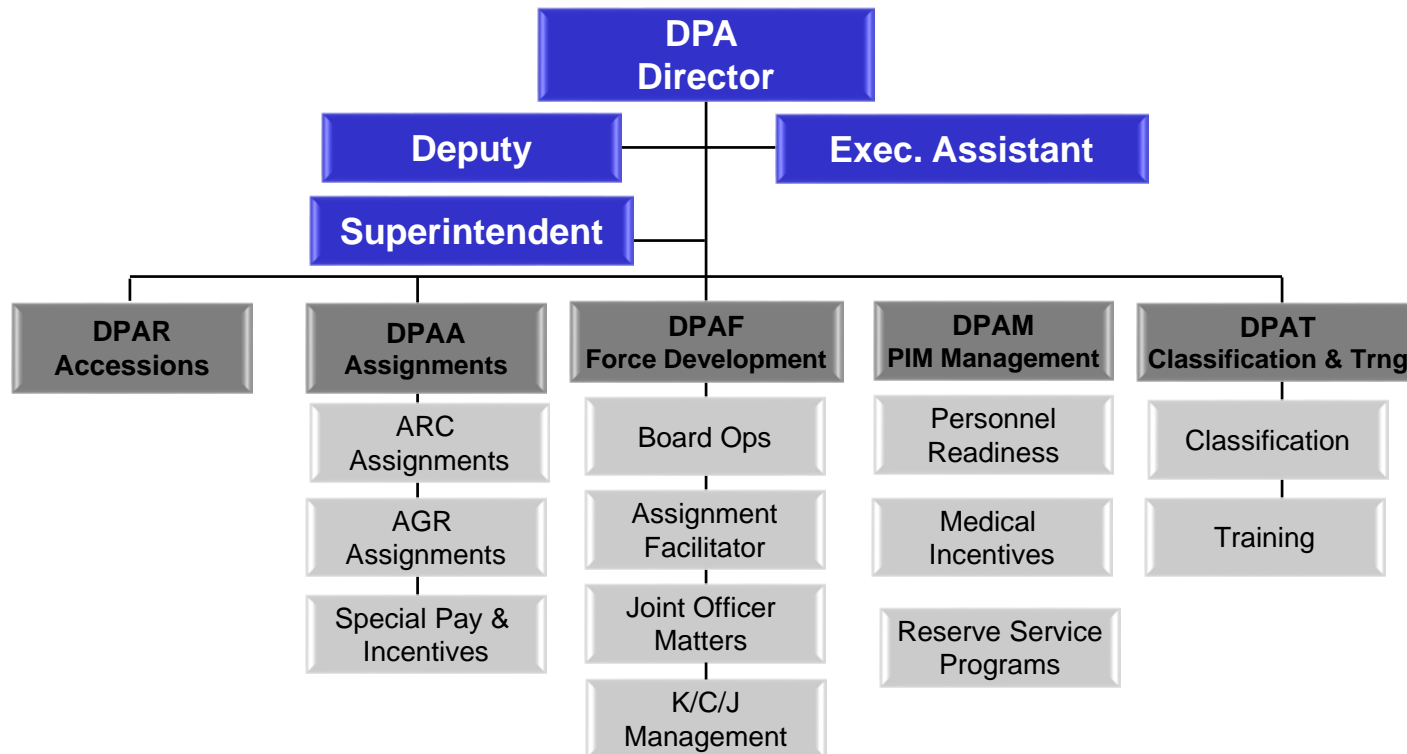 DPA
Director
Deputy
Exec. Assistant
Superintendent
DPAR
Accessions
DPAA
Assignments
DPAF
Force Development
DPAM
PIM Management
DPAT
Classification & Trng
ARC
Assignments
AGR
Assignments
Special Pay &
Incentives
Board Ops
Assignment
Facilitator
Joint Officer
Matters
K/C/J
Management
Personnel
Readiness
Medical
Incentives
Reserve Service
Programs
Classification
Training